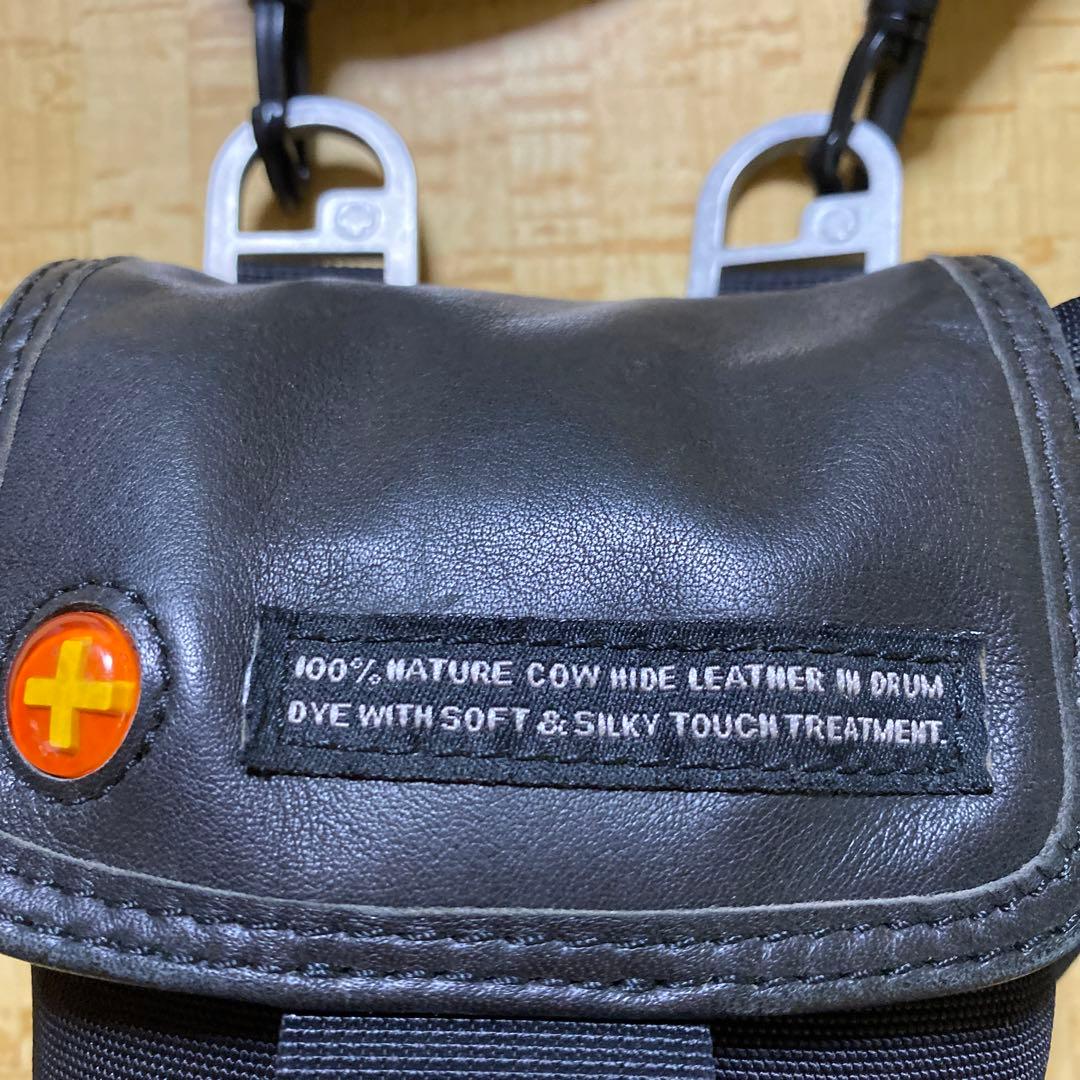 100% NATURE COW HIDE LEATHER IN DRUM
DYE WITH SOFT & SILKY TOUCH TREATMENT.